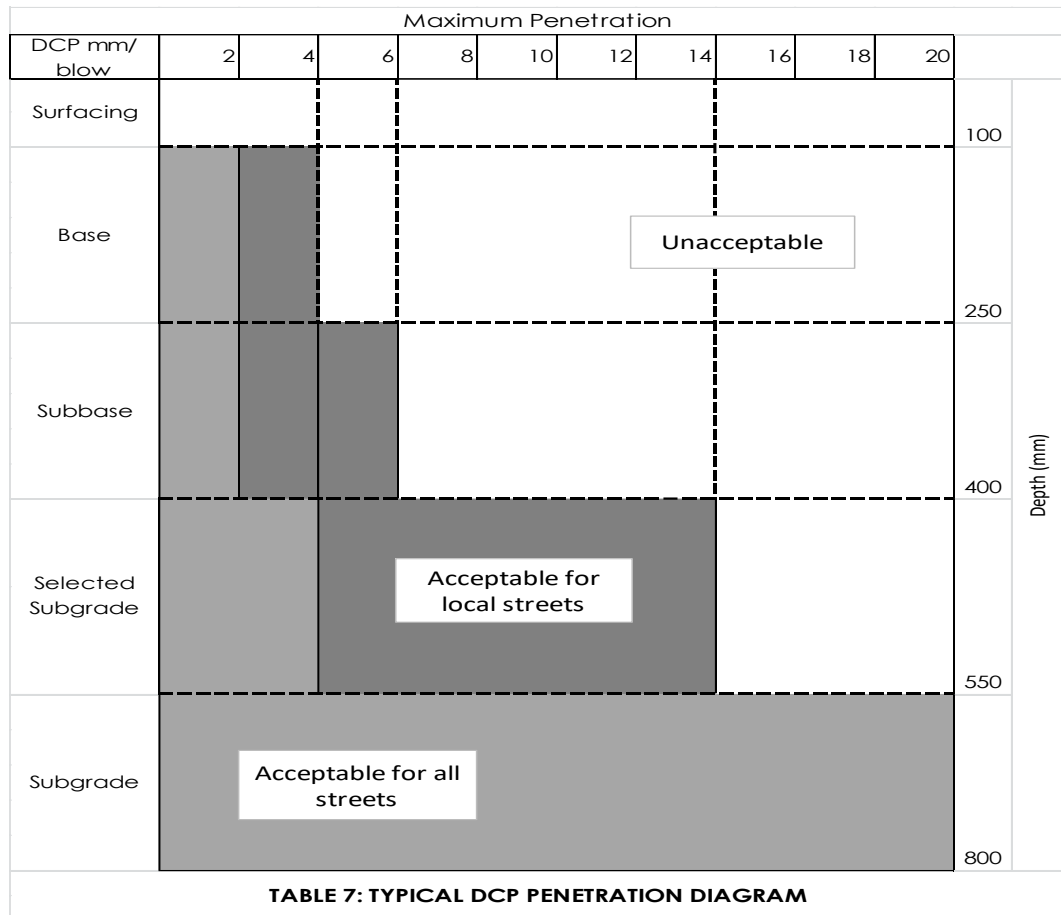 Maximum Penetration
DCP mm/
blow
2 4 6 8 10 12 14 16 18 20
Surfacing
100
Base
Unacceptable
250
Subbase
400
Depth (mm)
Selected
Subgrade
Acceptable for
local streets
550
Subgrade
Acceptable for all
streets
800
TABLE 7: TYPICAL DCP PENETRATION DIAGRAM